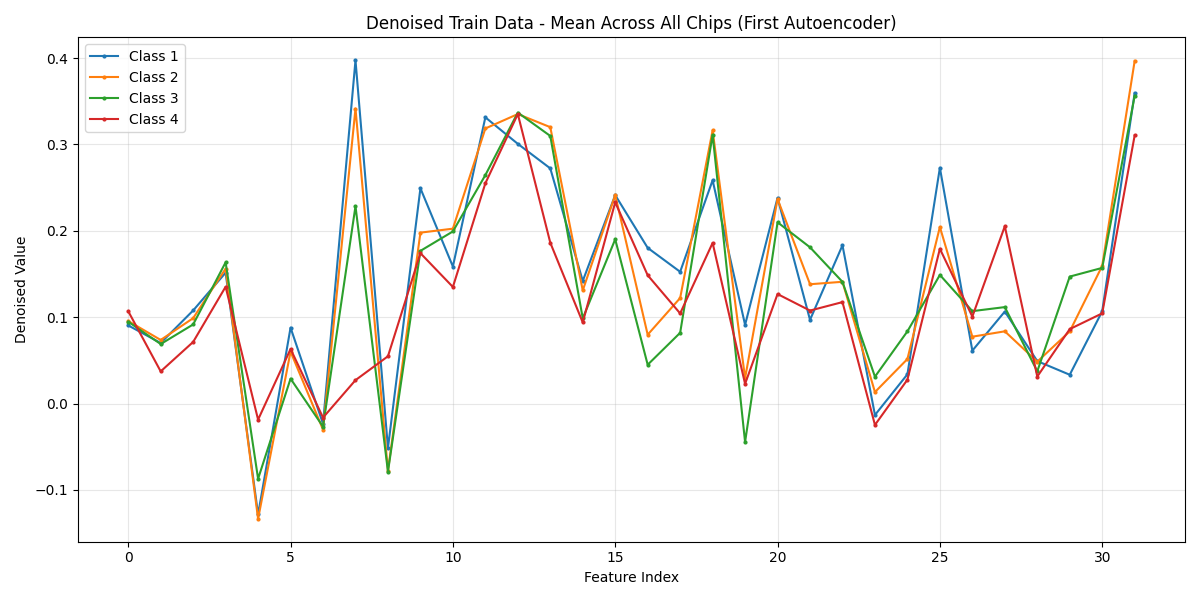 Denoised Train Data - Mean Across All Chips (First Autoencoder)
Class 1
Class 2
Class 3
Class 4
0.4
0.3
0.2
0.1
0.0
−0.1
Denoised Value
0 5 10 15 20 25 30
Feature Index